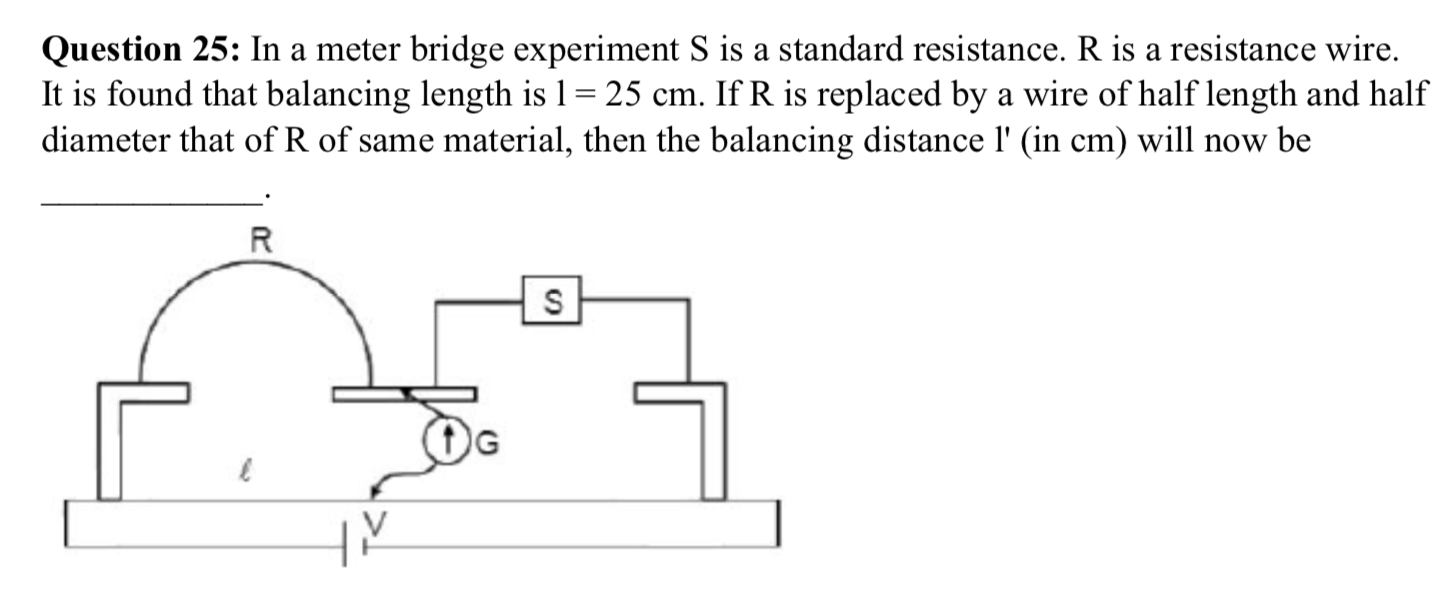 Question 25: In a meter bridge experiment S is a standard resistance. R is a resistance wire.
It is found that balancing length is l = 25 cm. If R is replaced by a wire of half length and half
diameter that of R of same material, then the balancing distance l' (in cm) will now be
____________.
R
S
G
ℓ
V